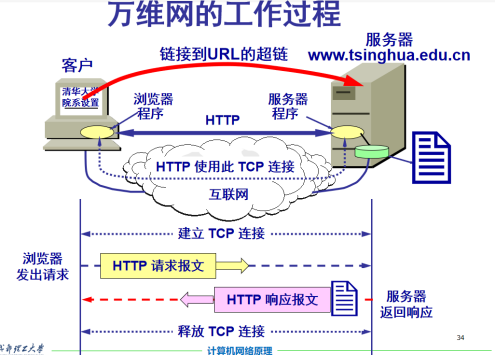 万维网的工作过程
链接到URL的超链
服务器
www.tsinghua.edu.cn
客户
清华大学
院系设置
浏览器
程序
HTTP
服务器
程序
HTTP 使用此 TCP 连接
互联网
建立 TCP 连接
浏览器
发出请求
HTTP 请求报文
HTTP 响应报文
服务器
返回响应
释放 TCP 连接
34
理工大学
计算机网络原理